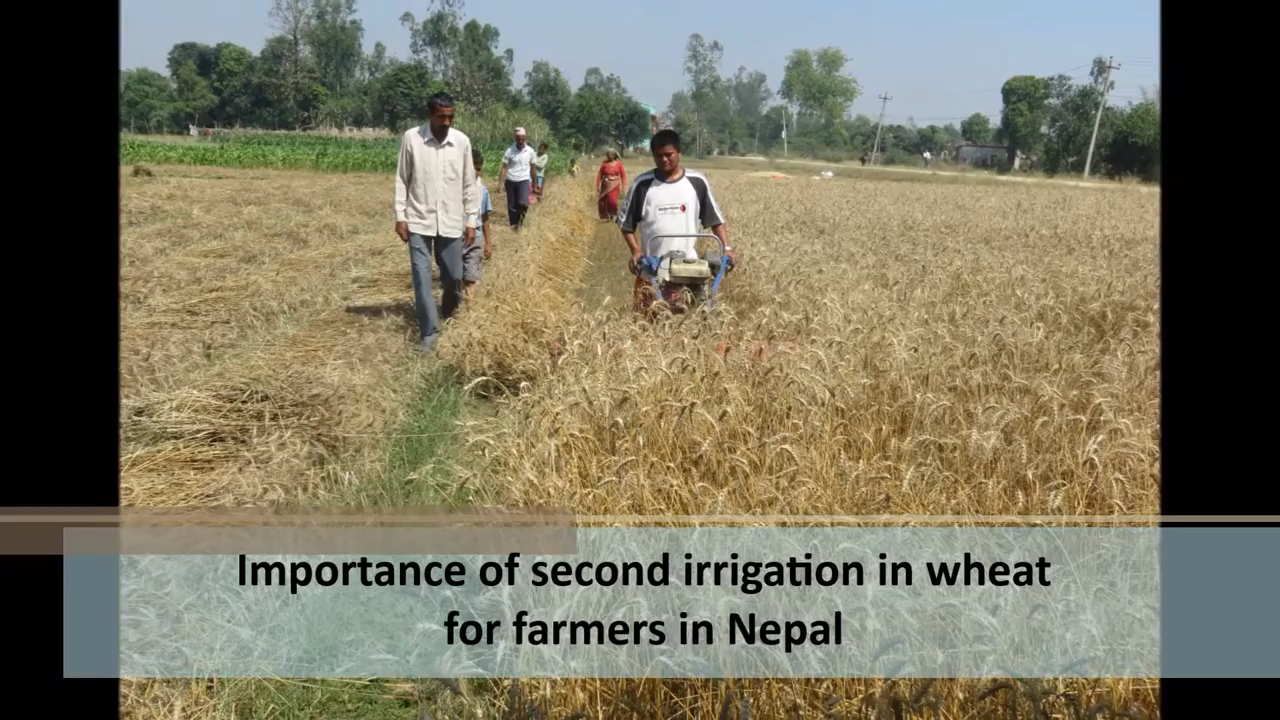 Importance of second irrigation in wheat
for farmers in Nepal